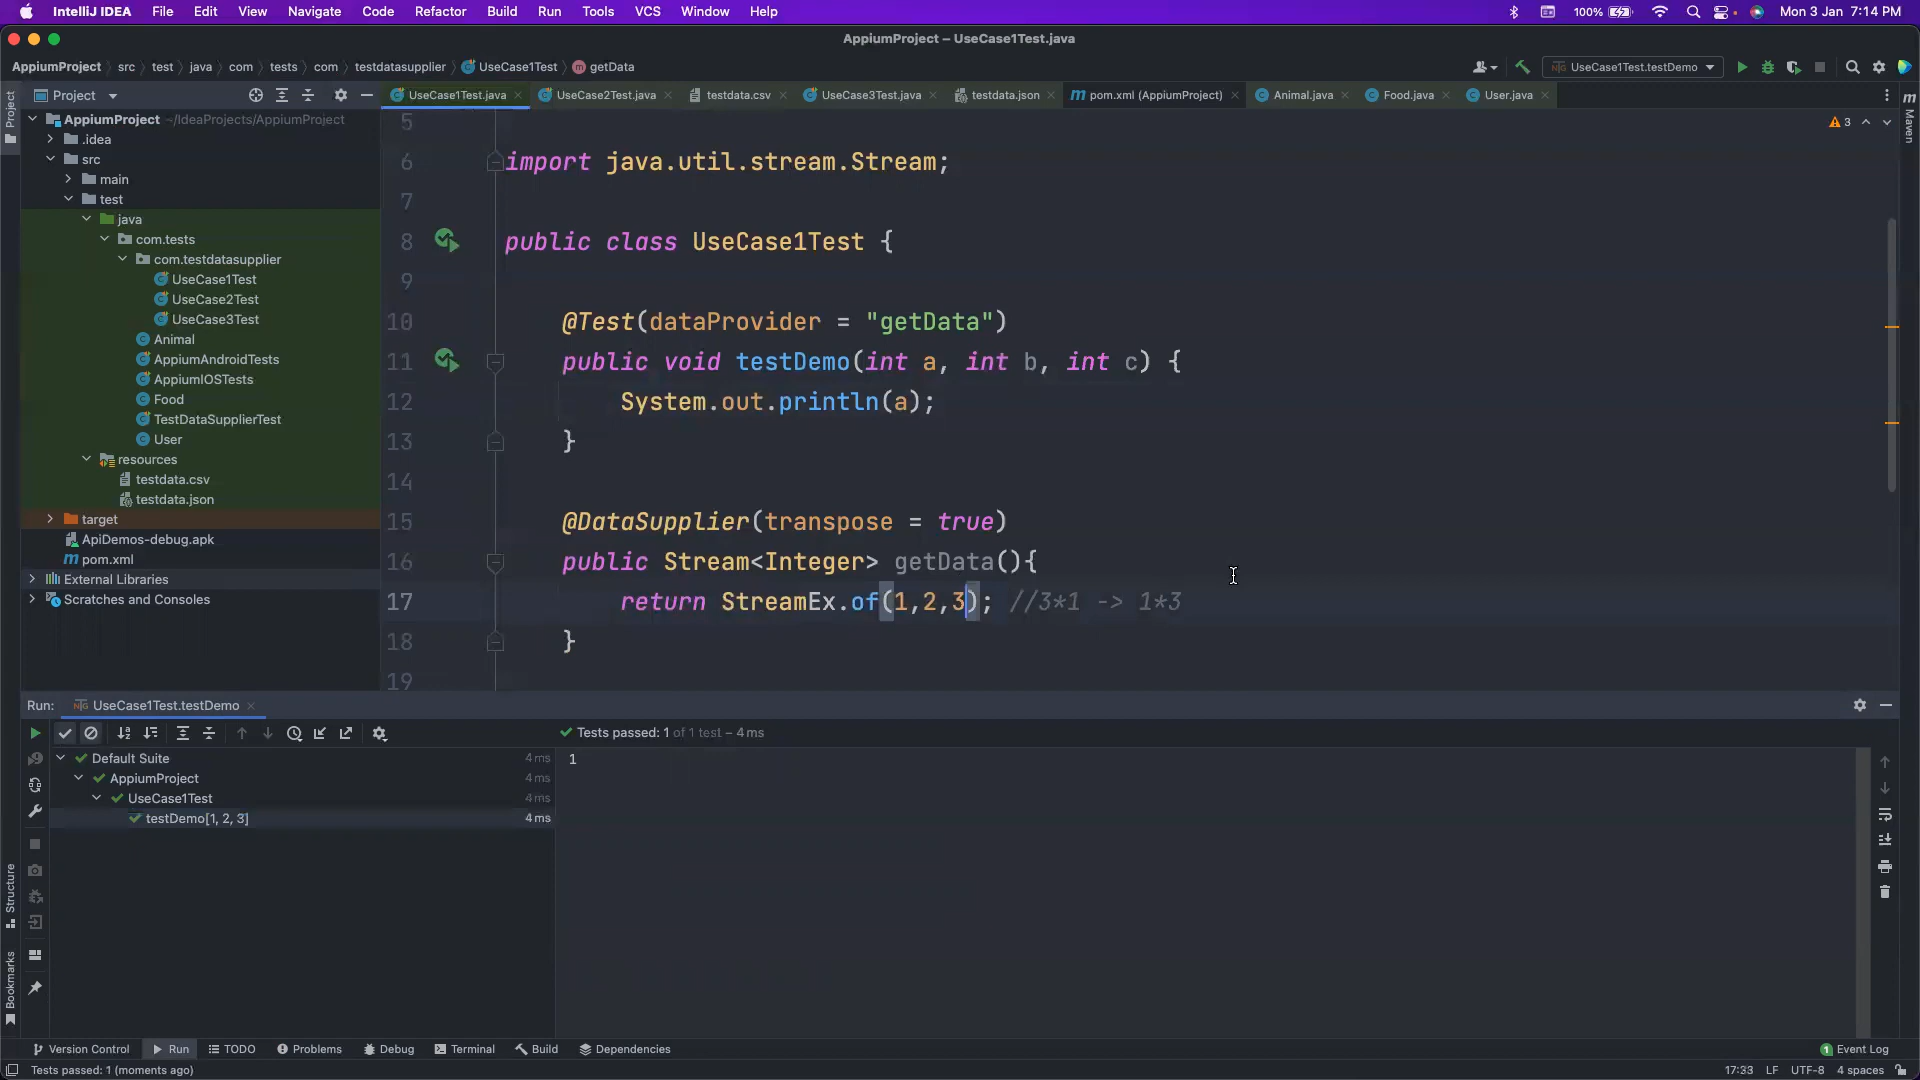 IntelliJ IDEA File Edit View Navigate Code Refactor Build Run Tools VCS Window Help 100% Mon 3 Jan 7:14 PM
AppiumProject – UseCase1Test.java
AppiumProject src test java com tests com testdatasupplier UseCase1Test getData UseCase1Test.testDemo
Project UseCase1Test.java UseCase2Test.java testdata.csv UseCase3Test.java testdata.json pom.xml (AppiumProject) Animal.java Food.java User.java
Project
Maven
AppiumProject ~/IdeaProjects/AppiumProject
.idea
src
main
test
java
com.tests
com.testdatasupplier
UseCase1Test
UseCase2Test
UseCase3Test
Animal
AppiumAndroidTests
AppiumIOSTests
Food
TestDataSupplierTest
User
resources
testdata.csv
testdata.json
target
ApiDemos-debug.apk
pom.xml
External Libraries
Scratches and Consoles
3
5
6 import java.util.stream.Stream;
7
8 public class UseCase1Test {
9
10 @Test(dataProvider = "getData")
11 public void testDemo(int a, int b, int c) {
12 System.out.println(a);
13 }
14
15 @DataSupplier(transpose = true)
16 public Stream<Integer> getData(){
17 return StreamEx.of(1,2,3); //3*1 -> 1*3
18 }
19
Run: UseCase1Test.testDemo
Tests passed: 1 of 1 test – 4 ms
Default Suite 4 ms
AppiumProject 4 ms
UseCase1Test 4 ms
testDemo[1, 2, 3] 4 ms
1
Structure
Bookmarks
Version Control Run TODO Problems Debug Terminal Build Dependencies 1 Event Log
Tests passed: 1 (moments ago) 17:33 LF UTF-8 4 spaces